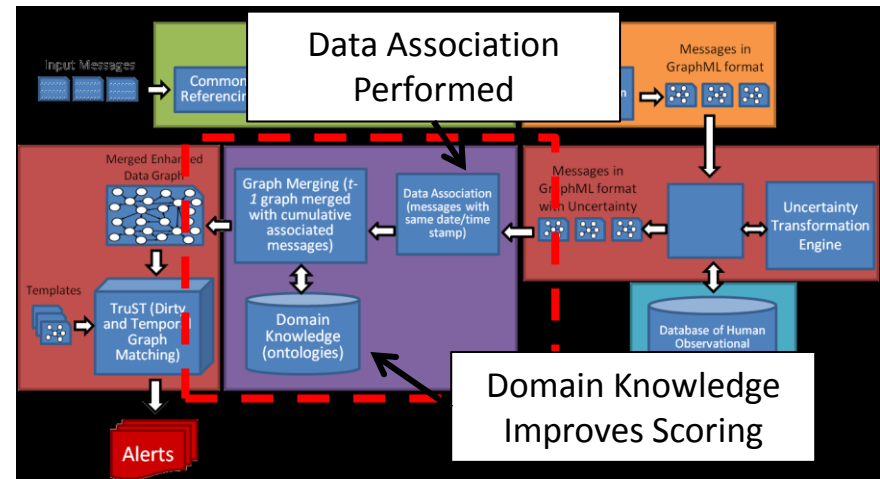 Data Association
Performed
Input Messages
Common
Referencing
Messages in
GraphML format
Merged Enhanced
Data Graph
Graph Merging (t-
1 graph merged
with cumulative
associated
messages)
Data Association
(messages with
same date/time
stamp)
Messages in
GraphML format
with Uncertainty
Uncertainty
Transformation
Engine
Templates
TruST (Dirty
and Temporal
Graph
Matching)
Domain
Knowledge
(ontologies)
Database of Human
Observational
Domain Knowledge
Improves Scoring
Alerts